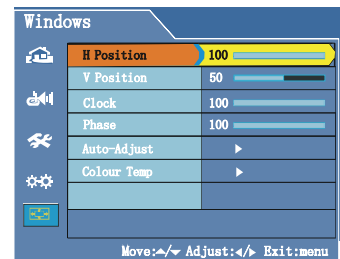 Windows
H Position 100
V Position 50
Clock 100
Phase 100
Auto-Adjust
Colour Temp
Move:▲/▼ Adjust:◀/▶ Exit:menu